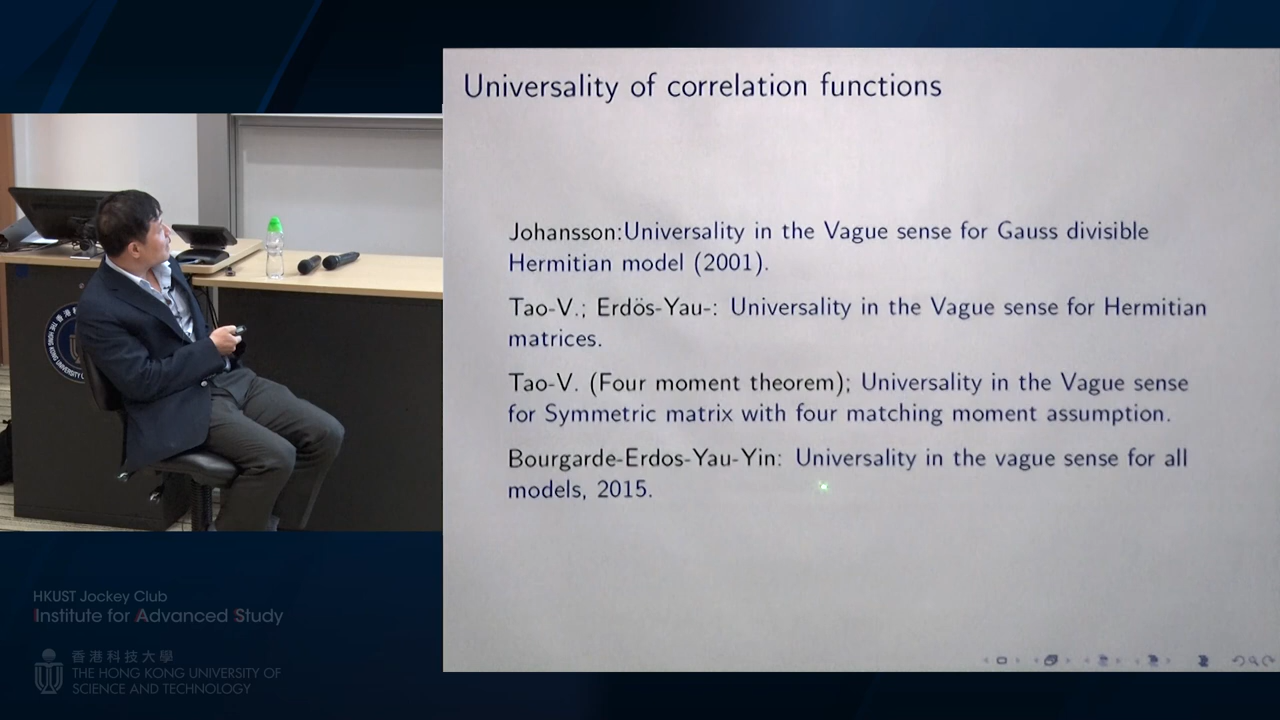 Universality of correlation functions
Johansson:Universality in the Vague sense for Gauss divisible
Hermitian model (2001).
Tao-V.; Erdös-Yau-: Universality in the Vague sense for Hermitian
matrices.
Tao-V. (Four moment theorem); Universality in the Vague sense
for Symmetric matrix with four matching moment assumption.
Bourgarde-Erdos-Yau-Yin: Universality in the vague sense for all
models, 2015.
HKUST Jockey Club
Institute for Advanced Study
香港科技大學
THE HONG KONG UNIVERSITY OF
SCIENCE AND TECHNOLOGY